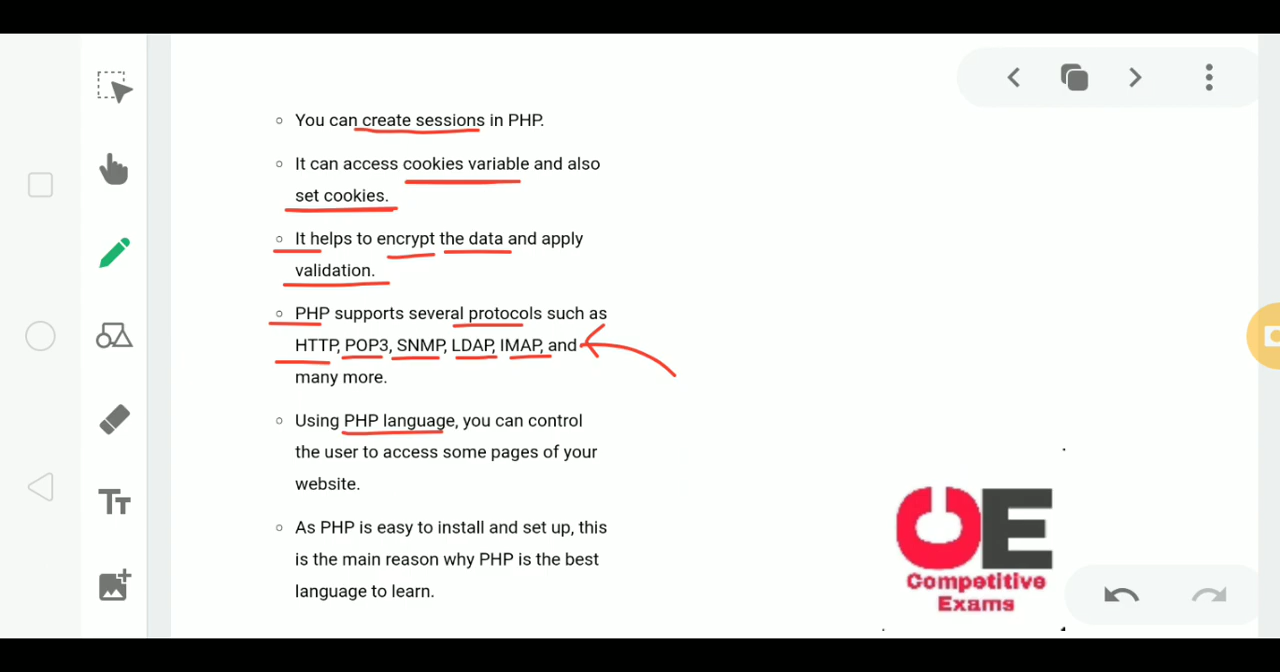 You can create sessions in PHP.
It can access cookies variable and also
set cookies.
It helps to encrypt the data and apply
validation.
PHP supports several protocols such as
HTTP, POP3, SNMP, LDAP, IMAP, and
many more.
Using PHP language, you can control
the user to access some pages of your
website.
As PHP is easy to install and set up, this
is the main reason why PHP is the best
language to learn.
TT
CE
Competitive
Exams